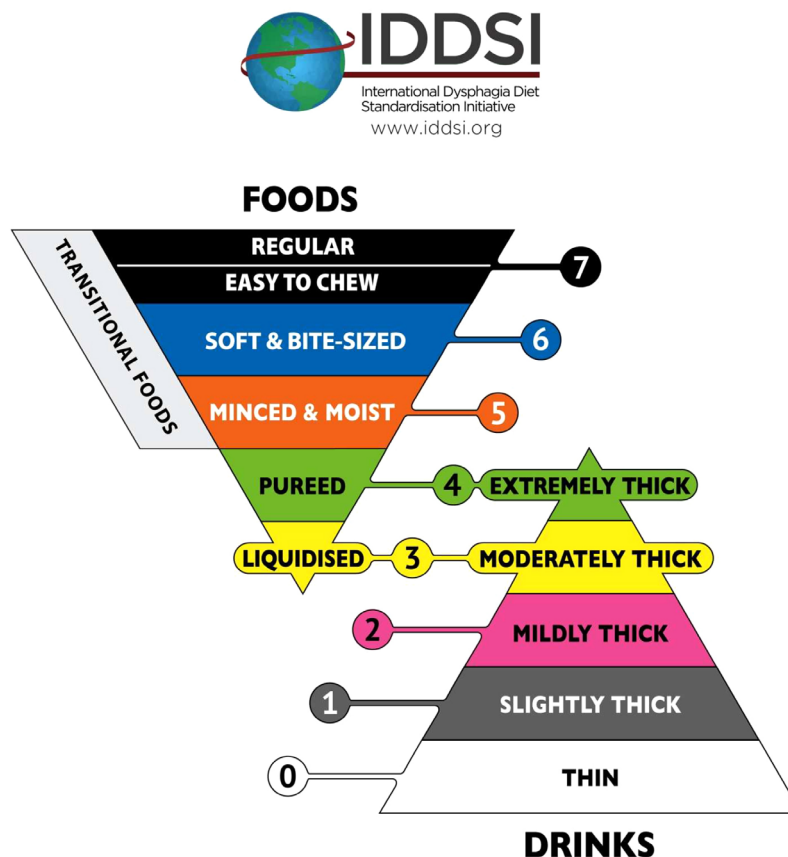 IDDSI
International Dysphagia Diet
Standardisation Initiative
www.iddsi.org
FOODS
TRANSITIONAL FOODS
REGULAR
EASY TO CHEW
7
SOFT & BITE-SIZED
6
MINCED & MOIST
5
PUREED
4
EXTREMELY THICK
LIQUIDISED
3
MODERATELY THICK
2
MILDLY THICK
1
SLIGHTLY THICK
0
THIN
DRINKS